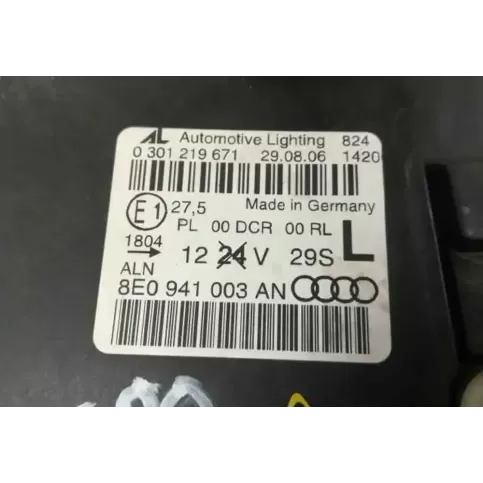 AL Automotive Lighting 824
0 301 219 671 29.08.06 1420
E1 27,5 Made in Germany
PL 00 DCR 00 RL
1804
12 24 V 29S L
ALN
8E0 941 003 AN